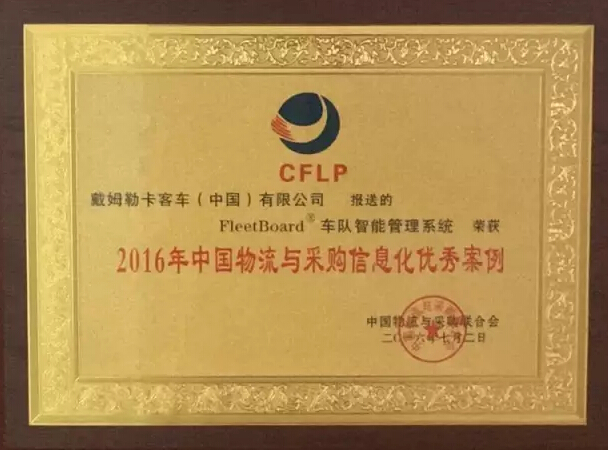 CFLP
戴姆勒卡客车（中国）有限公司 报送的
FleetBoard® 车队智能管理系统 荣获
2016年中国物流与采购信息化优秀案例
中国物流与采购联合会
二〇一六年七月二日